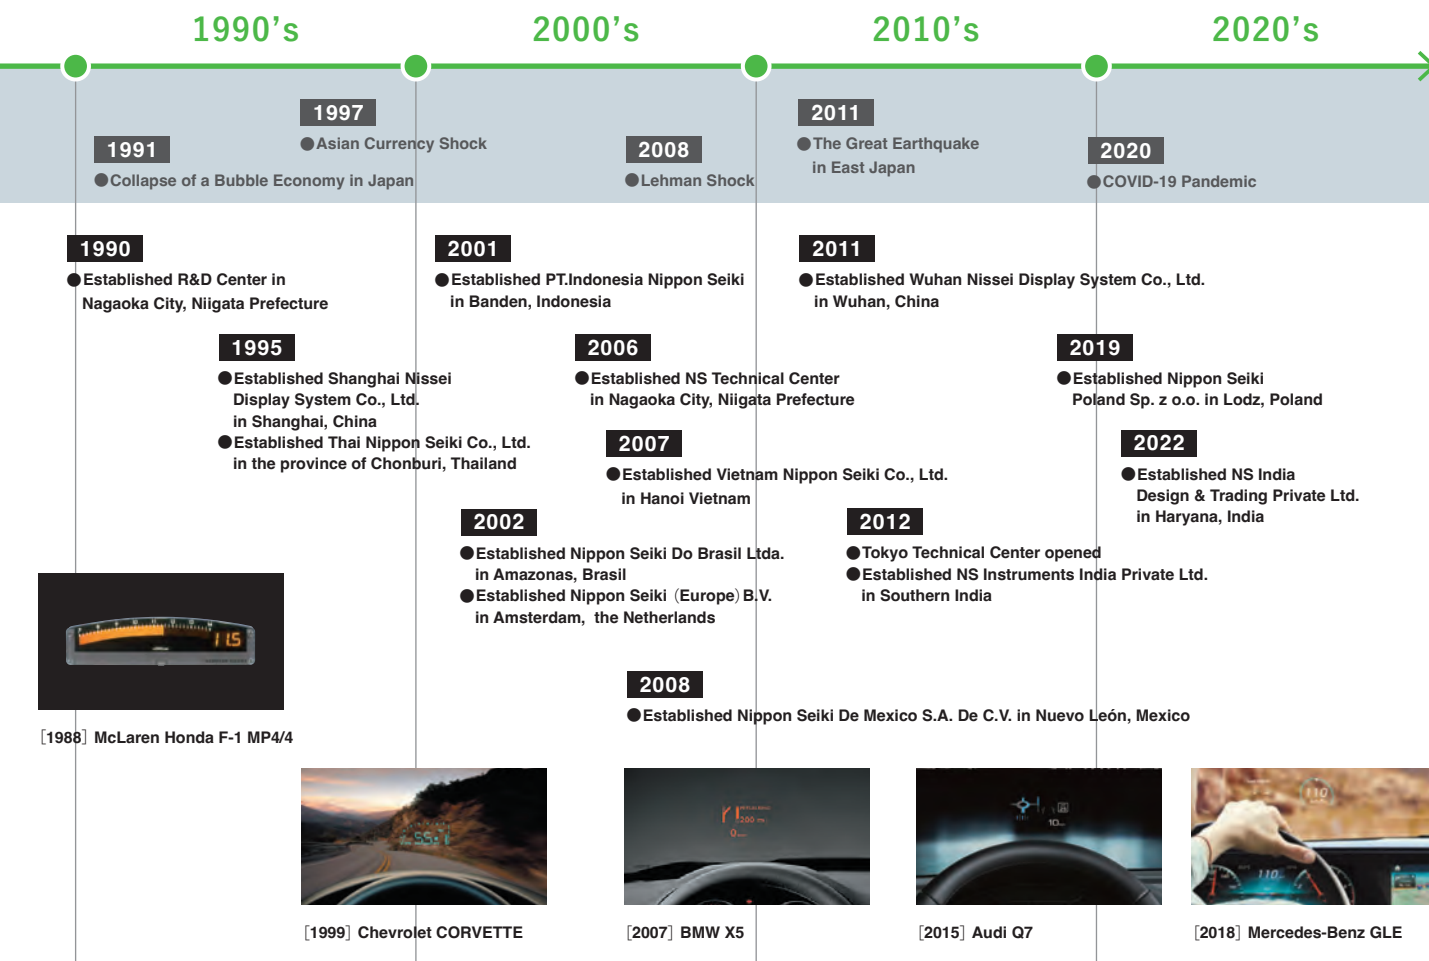 1990's
2000's
2010's
2020's
1991
●Collapse of a Bubble Economy in Japan
1997
●Asian Currency Shock
2008
●Lehman Shock
2011
●The Great Earthquake
in East Japan
2020
●COVID-19 Pandemic
1990
●Established R&D Center in
Nagaoka City, Niigata Prefecture
1995
●Established Shanghai Nissei
Display System Co., Ltd.
in Shanghai, China
●Established Thai Nippon Seiki Co., Ltd.
in the province of Chonburi, Thailand
2001
●Established PT.Indonesia Nippon Seiki
in Banden, Indonesia
2006
●Established NS Technical Center
in Nagaoka City, Niigata Prefecture
2007
●Established Vietnam Nippon Seiki Co., Ltd.
in Hanoi Vietnam
2002
●Established Nippon Seiki Do Brasil Ltda.
in Amazonas, Brasil
●Established Nippon Seiki (Europe) B.V.
in Amsterdam, the Netherlands
2008
●Established Nippon Seiki De Mexico S.A. De C.V. in Nuevo León, Mexico
2011
●Established Wuhan Nissei Display System Co., Ltd.
in Wuhan, China
2019
●Established Nippon Seiki
Poland Sp. z o.o. in Lodz, Poland
2022
●Established NS India
Design & Trading Private Ltd.
in Haryana, India
2012
●Tokyo Technical Center opened
●Established NS Instruments India Private Ltd.
in Southern India
11.5
[1988] McLaren Honda F-1 MP4/4
[1999] Chevrolet CORVETTE
200 m
0
[2007] BMW X5
10
[2015] Audi Q7
110
110
[2018] Mercedes-Benz GLE